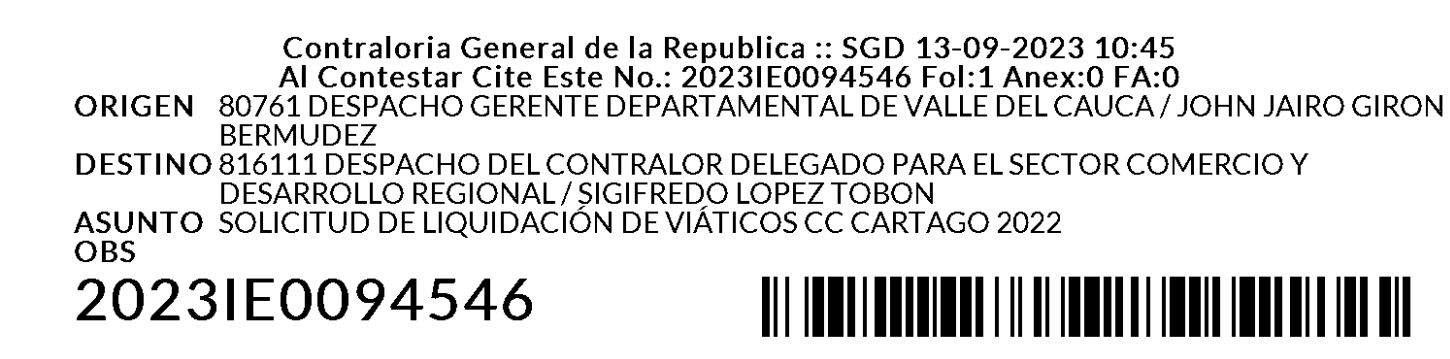 Contraloria General de la Republica :: SGD 13-09-2023 10:45
Al Contestar Cite Este No.: 2023IE0094546 Fol:1 Anex:0 FA:0
ORIGEN 80761 DESPACHO GERENTE DEPARTAMENTAL DE VALLE DEL CAUCA / JOHN JAIRO GIRON
BERMUDEZ
DESTINO 816111 DESPACHO DEL CONTRALOR DELEGADO PARA EL SECTOR COMERCIO Y
DESARROLLO REGIONAL / SIGIFREDO LOPEZ TOBON
ASUNTO SOLICITUD DE LIQUIDACIÓN DE VIÁTICOS CC CARTAGO 2022
OBS
2023IE0094546